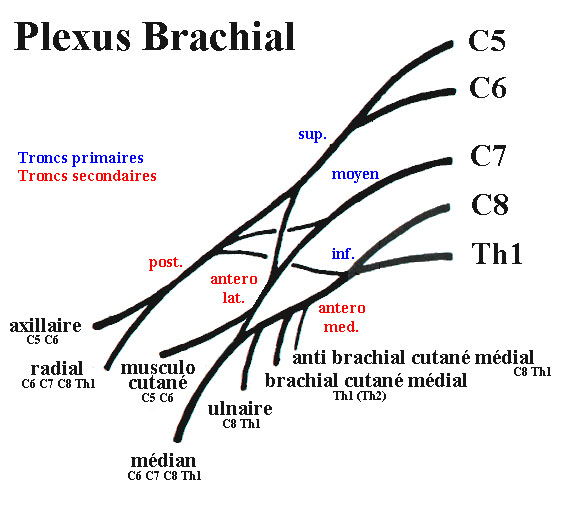 Plexus Brachial
C5
C6
sup.
Troncs primaires
Troncs secondaires
C7
moyen
C8
inf.
Th1
post.
antero
lat.
antero
med.
axillaire
C5 C6
radial
C6 C7 C8 Th1
musculo
cutané
C5 C6
anti brachial cutané médial
C8 Th1
brachial cutané médial
Th1 (Th2)
ulnaire
C8 Th1
médian
C6 C7 C8 Th1